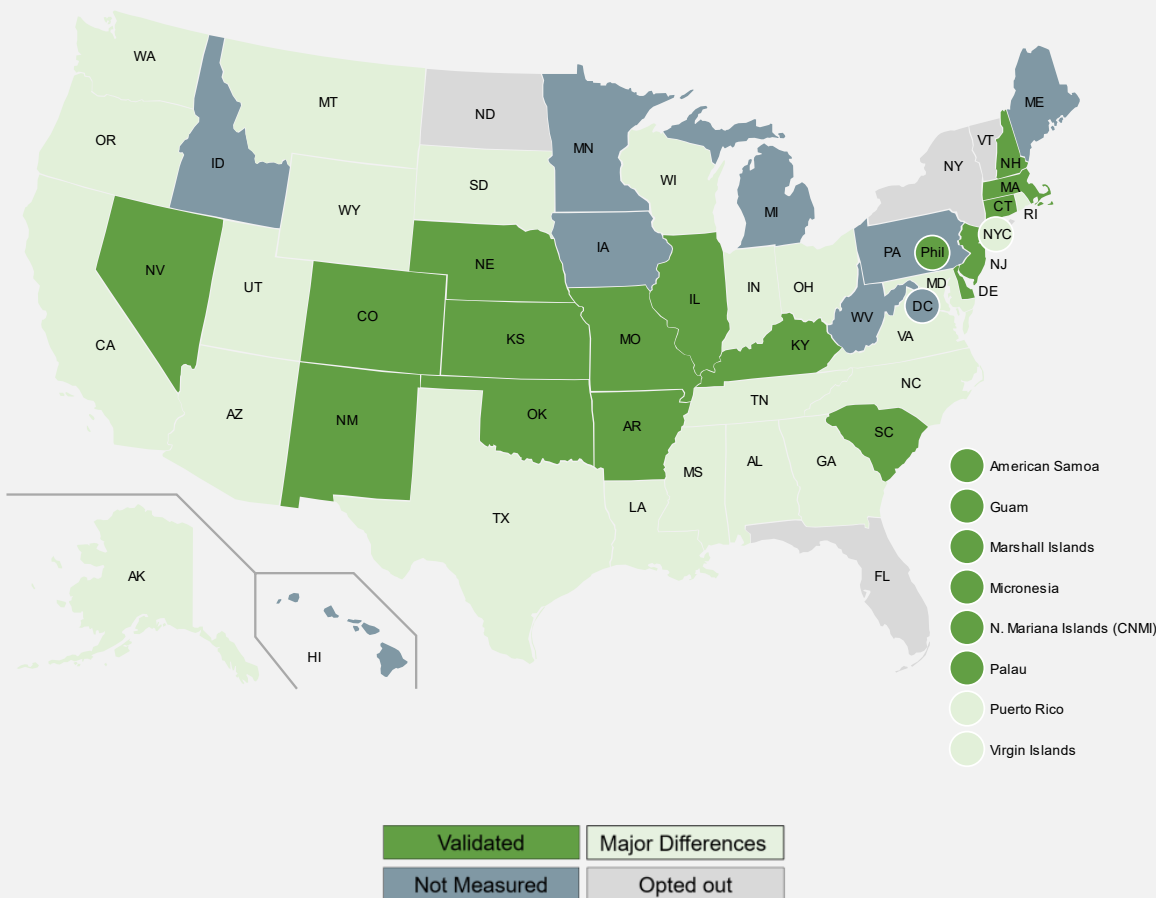 WA
MT
ND
MN
ME
OR
ID
SD
WI
MI
NY
VT
NH
MA
CT
RI
WY
NYC
NV
NE
IA
PA
Phil
NJ
UT
CO
IL
IN
OH
MD
DE
DC
WV
CA
KS
MO
KY
VA
AZ
NM
OK
AR
TN
NC
SC
MS
AL
GA
TX
LA
American Samoa
Guam
Marshall Islands
Micronesia
AK
FL
N. Mariana Islands (CNMI)
HI
Palau
Puerto Rico
Virgin Islands
Validated
Major Differences
Not Measured
Opted out